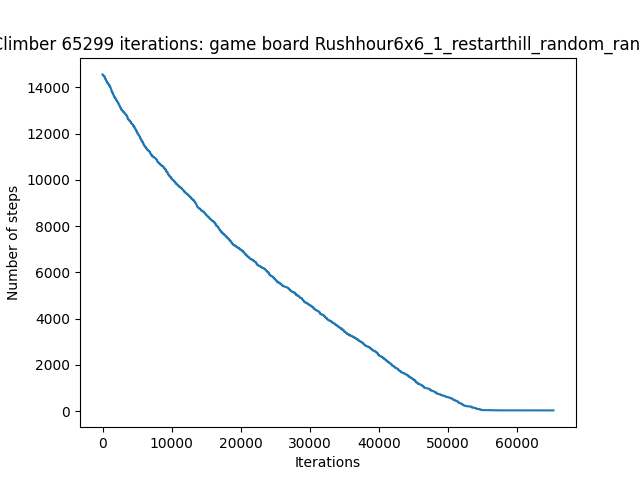 Climber 65299 iterations: game board Rushhour6x6_1_restarthill_random_ran
14000
12000
10000
8000
6000
4000
2000
0
Number of steps
0 10000 20000 30000 40000 50000 60000
Iterations